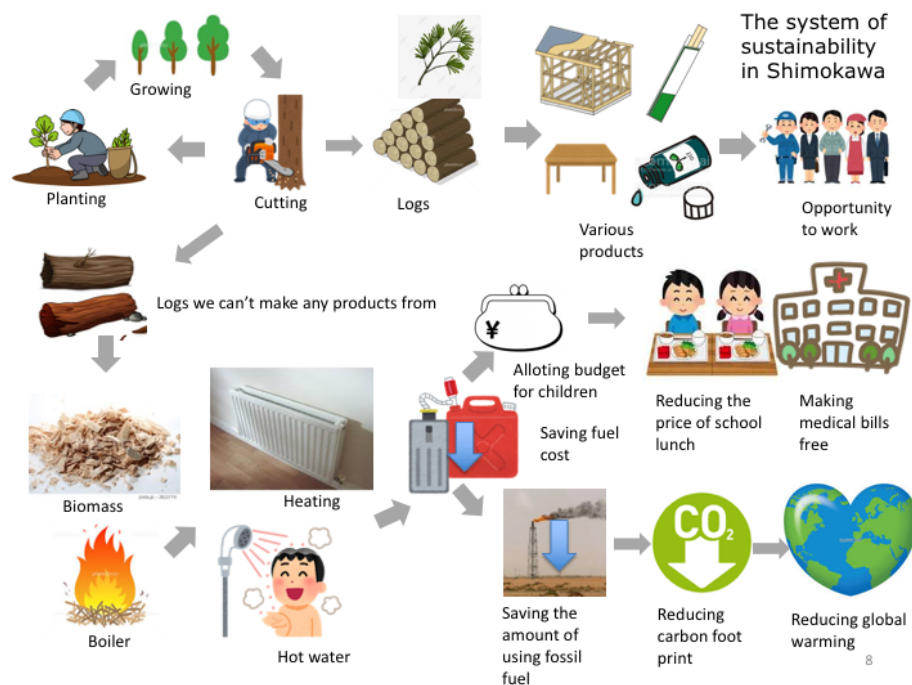 The system of
sustainability
in Shimokawa
Growing
Planting
Cutting
Logs
Various
products
Opportunity
to work
Logs we can't make any products from
¥
Alloting budget
for children
Reducing the
price of school
lunch
Making
medical bills
free
Saving fuel
cost
Biomass
Heating
Boiler
Hot water
Saving the
amount of
using fossil
fuel
CO₂
Reducing
carbon foot
print
Reducing global
warming
8